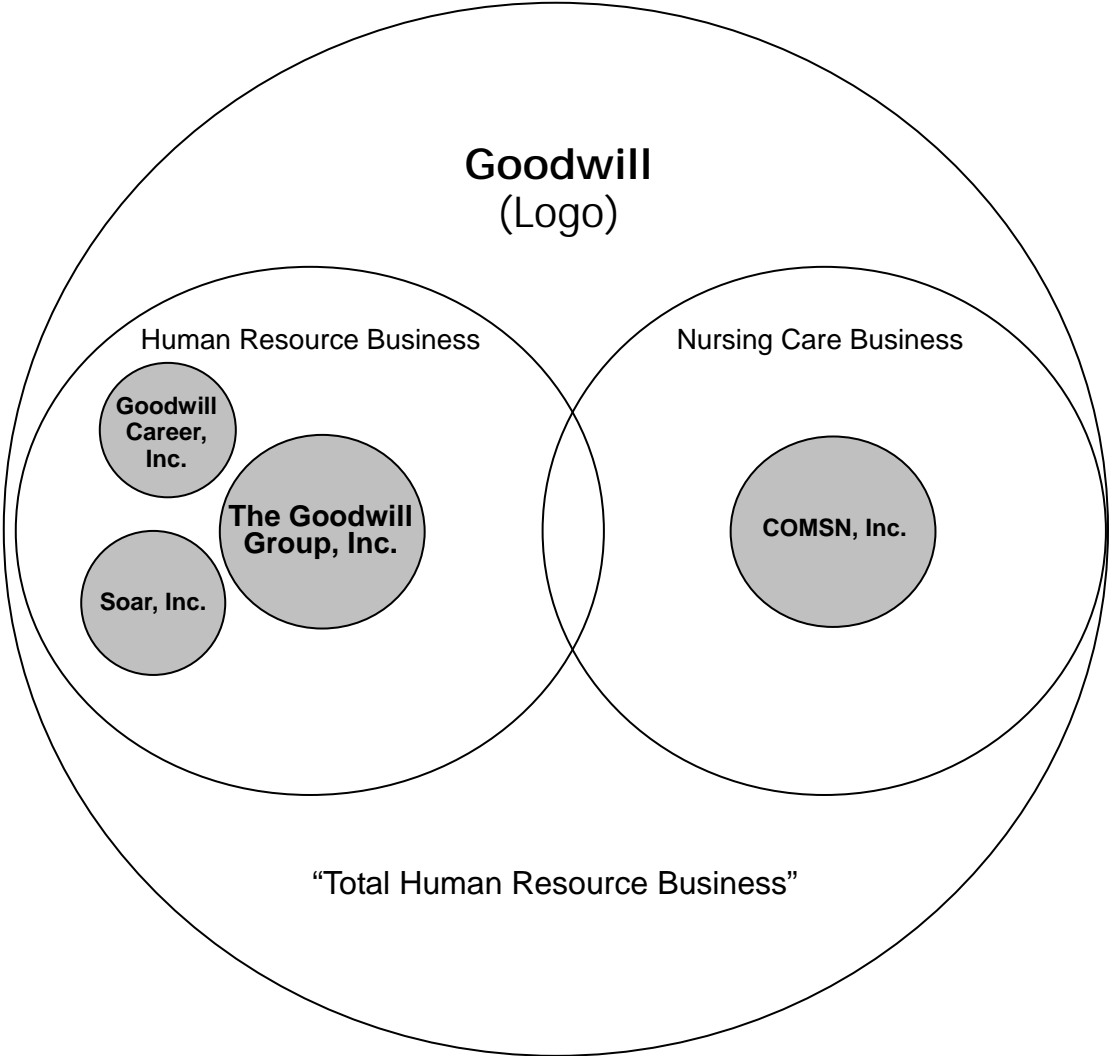 Goodwill
(Logo)
Human Resource Business
Nursing Care Business
Goodwill
Career,
Inc.
The Goodwill
Group, Inc.
Soar, Inc.
COMSN, Inc.
“Total Human Resource Business”